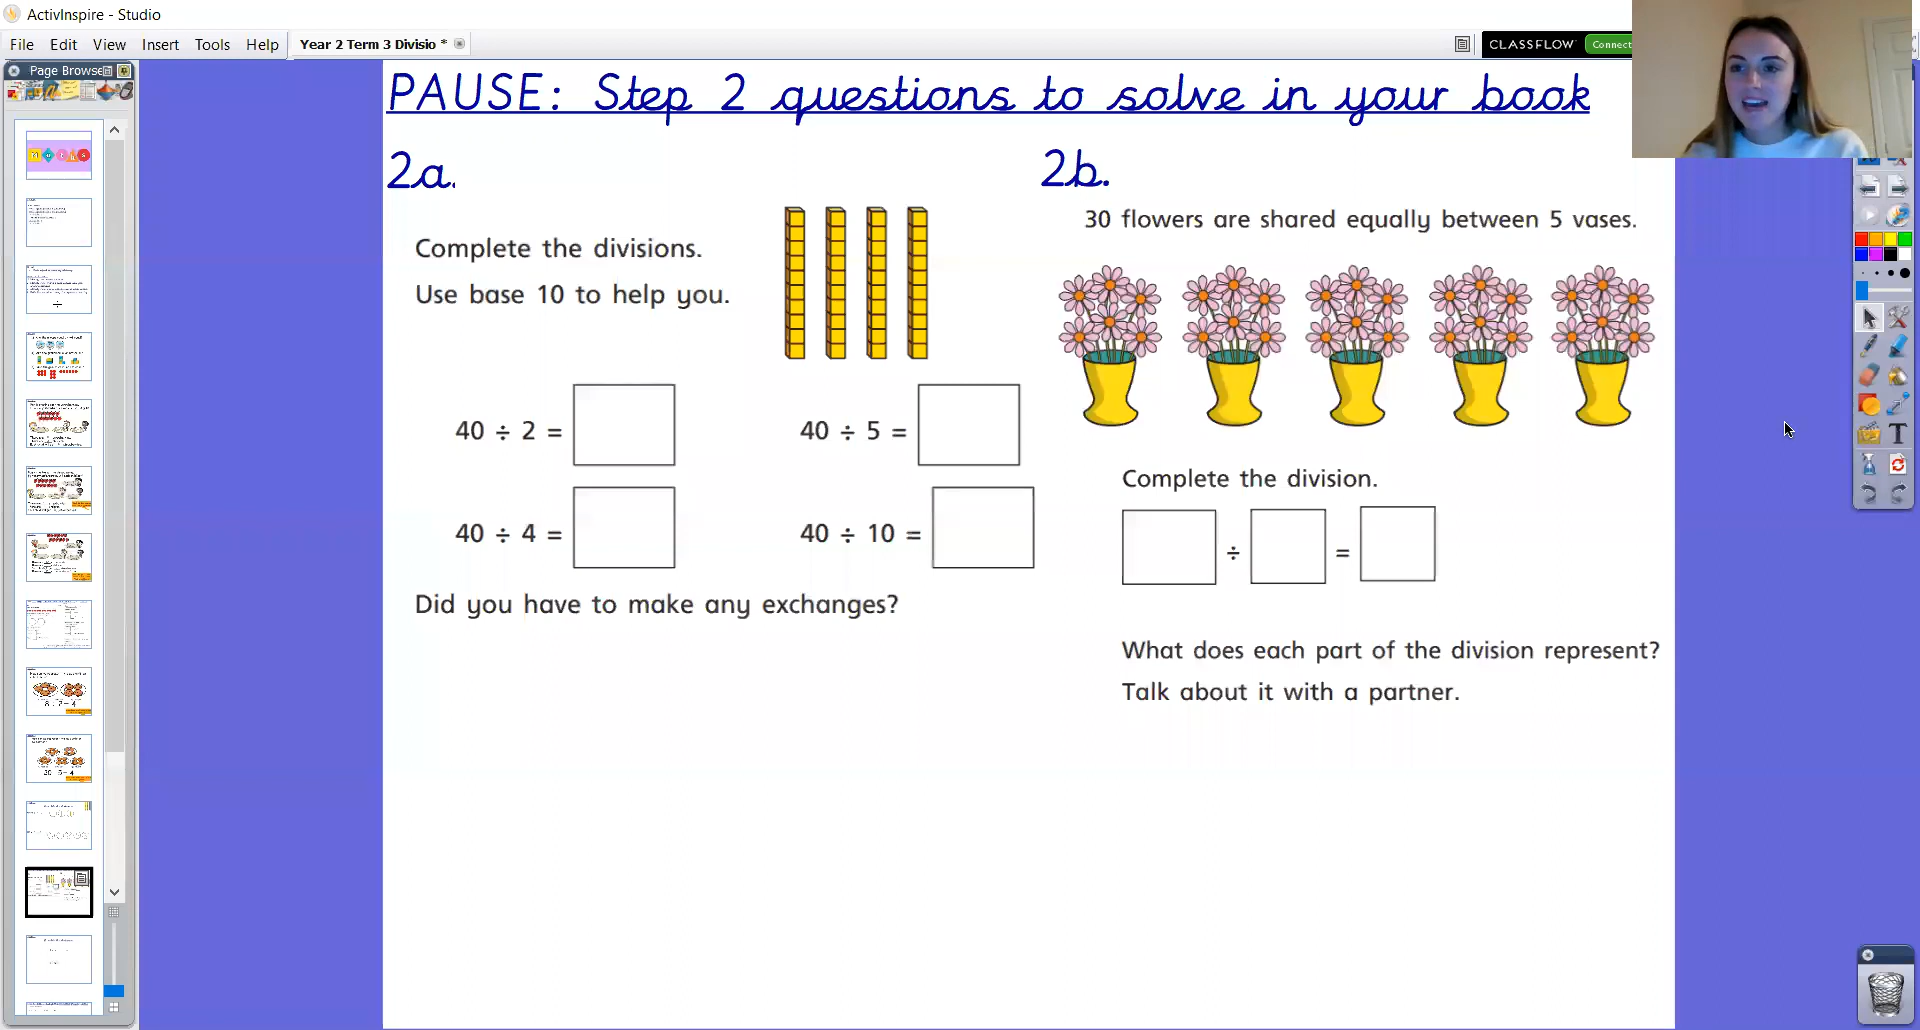 ActivInspire - Studio
File Edit View Insert Tools Help Year 2 Term 3 Divisio * CLASSFLOW Connect
Page Browse
PAUSE: Step 2 questions to solve in your book
2a.
Complete the divisions.
Use base 10 to help you.
40 ÷ 2 =
40 ÷ 5 =
40 ÷ 4 =
40 ÷ 10 =
Did you have to make any exchanges?
2b.
30 flowers are shared equally between 5 vases.
Complete the division.
÷ =
What does each part of the division represent?
Talk about it with a partner.